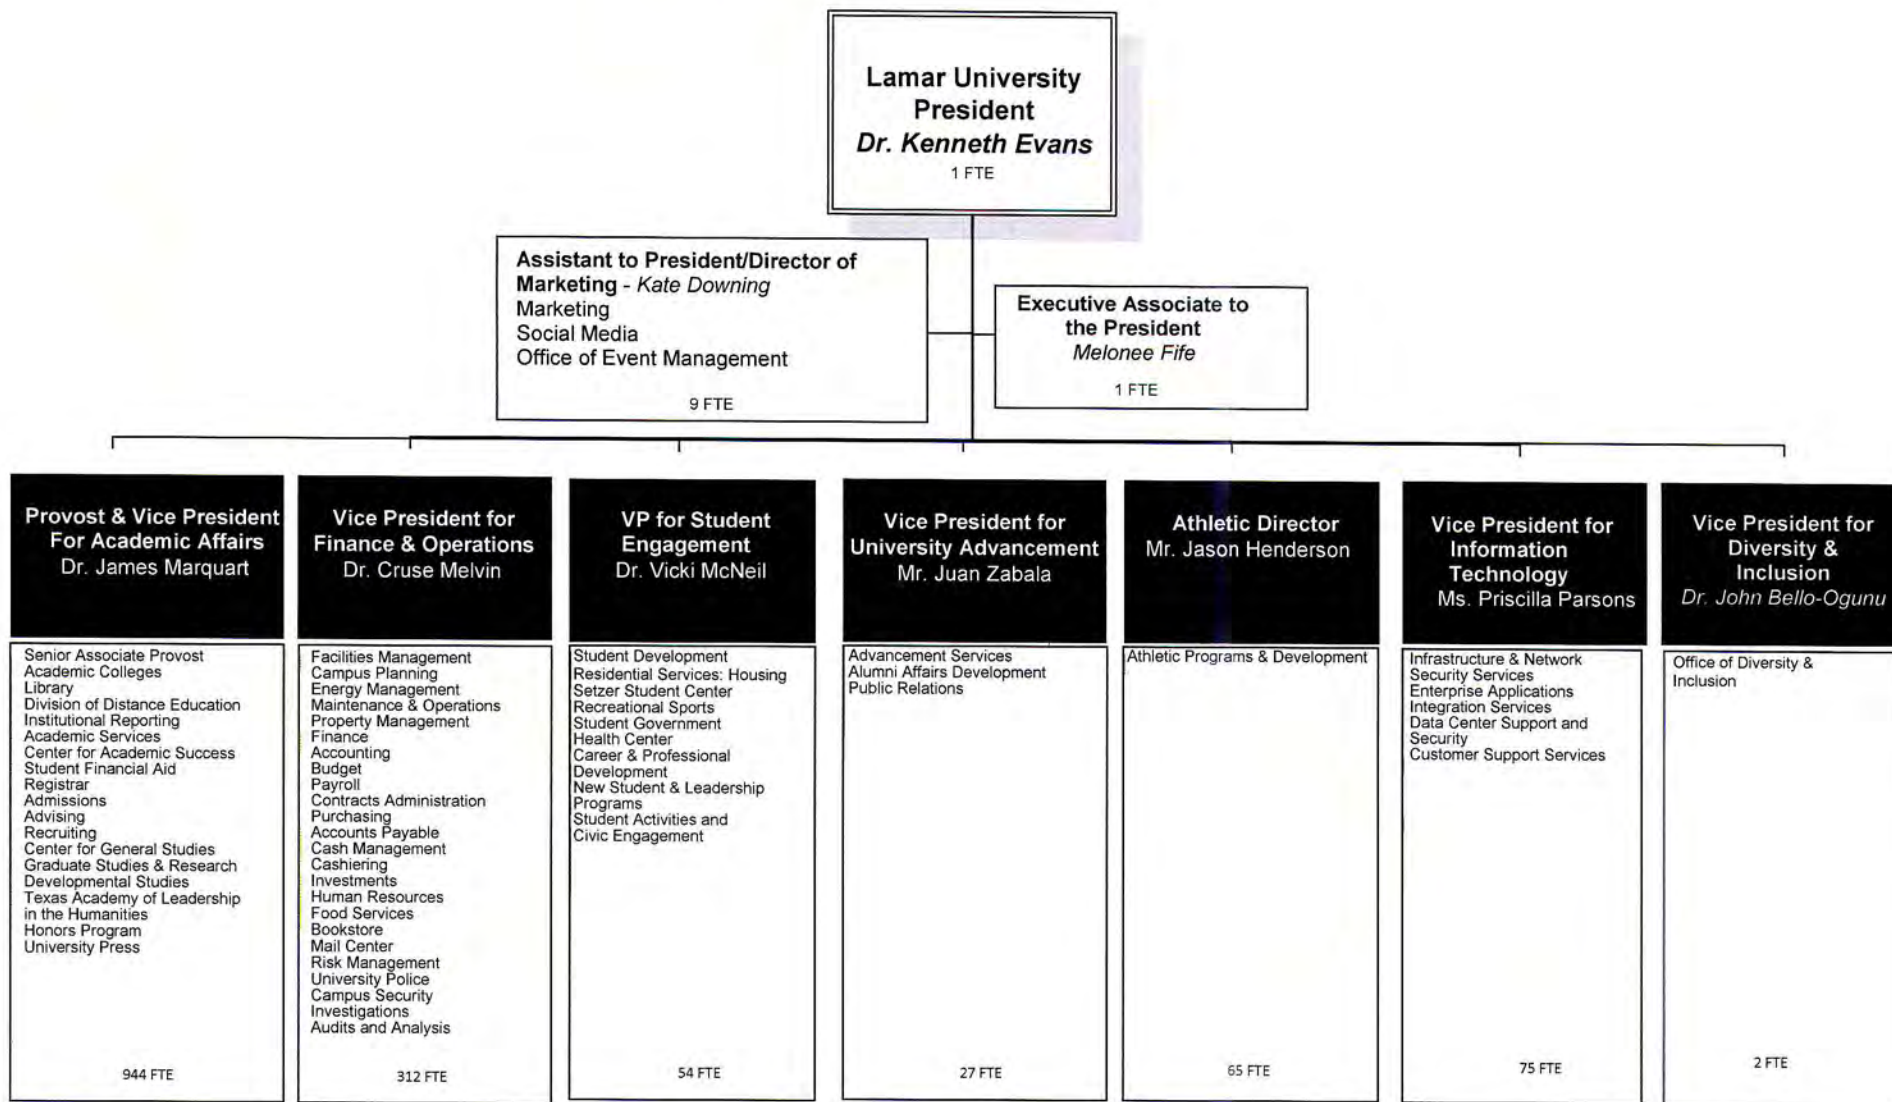 Lamar University
President
Dr. Kenneth Evans
1 FTE
Assistant to President/Director of
Marketing - Kate Downing
Marketing
Social Media
Office of Event Management
9 FTE
Executive Associate to
the President
Melonee Fife
1 FTE
Provost & Vice President
For Academic Affairs
Dr. James Marquart
Senior Associate Provost
Academic Colleges
Library
Division of Distance Education
Institutional Reporting
Academic Services
Center for Academic Success
Student Financial Aid
Registrar
Admissions
Advising
Recruiting
Center for General Studies
Graduate Studies & Research
Developmental Studies
Texas Academy of Leadership
in the Humanities
Honors Program
University Press
944 FTE
Vice President for
Finance & Operations
Dr. Cruse Melvin
Facilities Management
Campus Planning
Energy Management
Maintenance & Operations
Property Management
Finance
Accounting
Budget
Payroll
Contracts Administration
Purchasing
Accounts Payable
Cash Management
Cashiering
Investments
Human Resources
Food Services
Bookstore
Mail Center
Risk Management
University Police
Campus Security
Investigations
Audits and Analysis
312 FTE
VP for Student
Engagement
Dr. Vicki McNeil
Student Development
Residential Services: Housing
Setzer Student Center
Recreational Sports
Student Government
Health Center
Career & Professional
Development
New Student & Leadership
Programs
Student Activities and
Civic Engagement
54 FTE
Vice President for
University Advancement
Mr. Juan Zabala
Advancement Services
Alumni Affairs Development
Public Relations
27 FTE
Athletic Director
Mr. Jason Henderson
Athletic Programs & Development
65 FTE
Vice President for
Information
Technology
Ms. Priscilla Parsons
Infrastructure & Network
Security Services
Enterprise Applications
Integration Services
Data Center Support and
Security
Customer Support Services
75 FTE
Vice President for
Diversity &
Inclusion
Dr. John Bello-Ogunu
Office of Diversity &
Inclusion
2 FTE